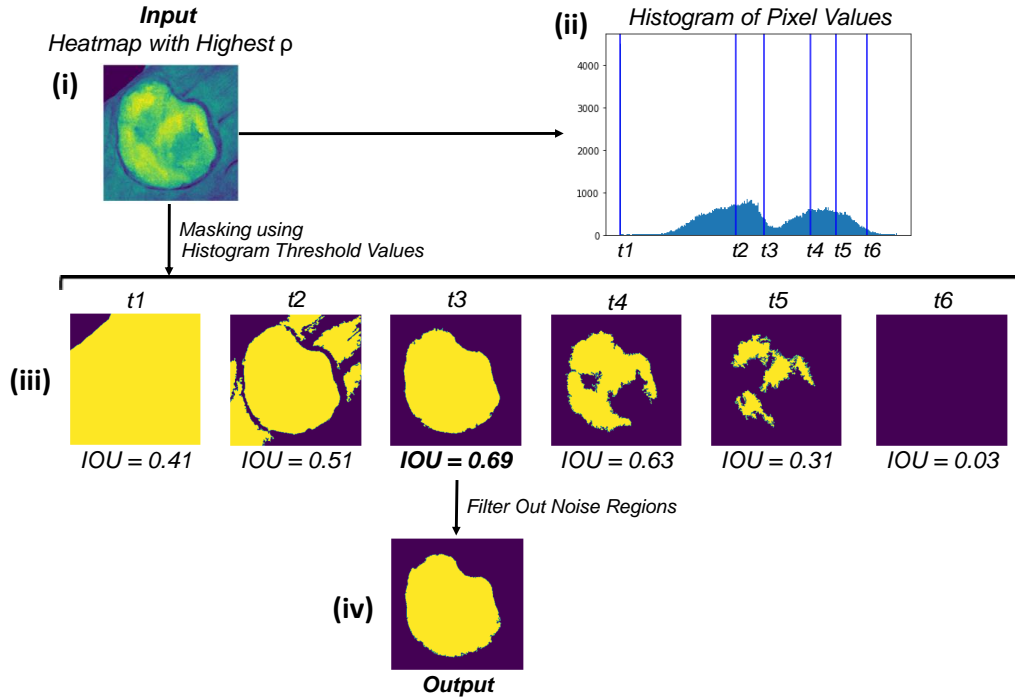 Input
Heatmap with Highest ρ
(i)
(ii)
Histogram of Pixel Values
4000
3000
2000
1000
0
t1 t2 t3 t4 t5 t6
Masking using
Histogram Threshold Values
(iii)
t1 t2 t3 t4 t5 t6
IOU = 0.41 IOU = 0.51 IOU = 0.69 IOU = 0.63 IOU = 0.31 IOU = 0.03
Filter Out Noise Regions
(iv)
Output